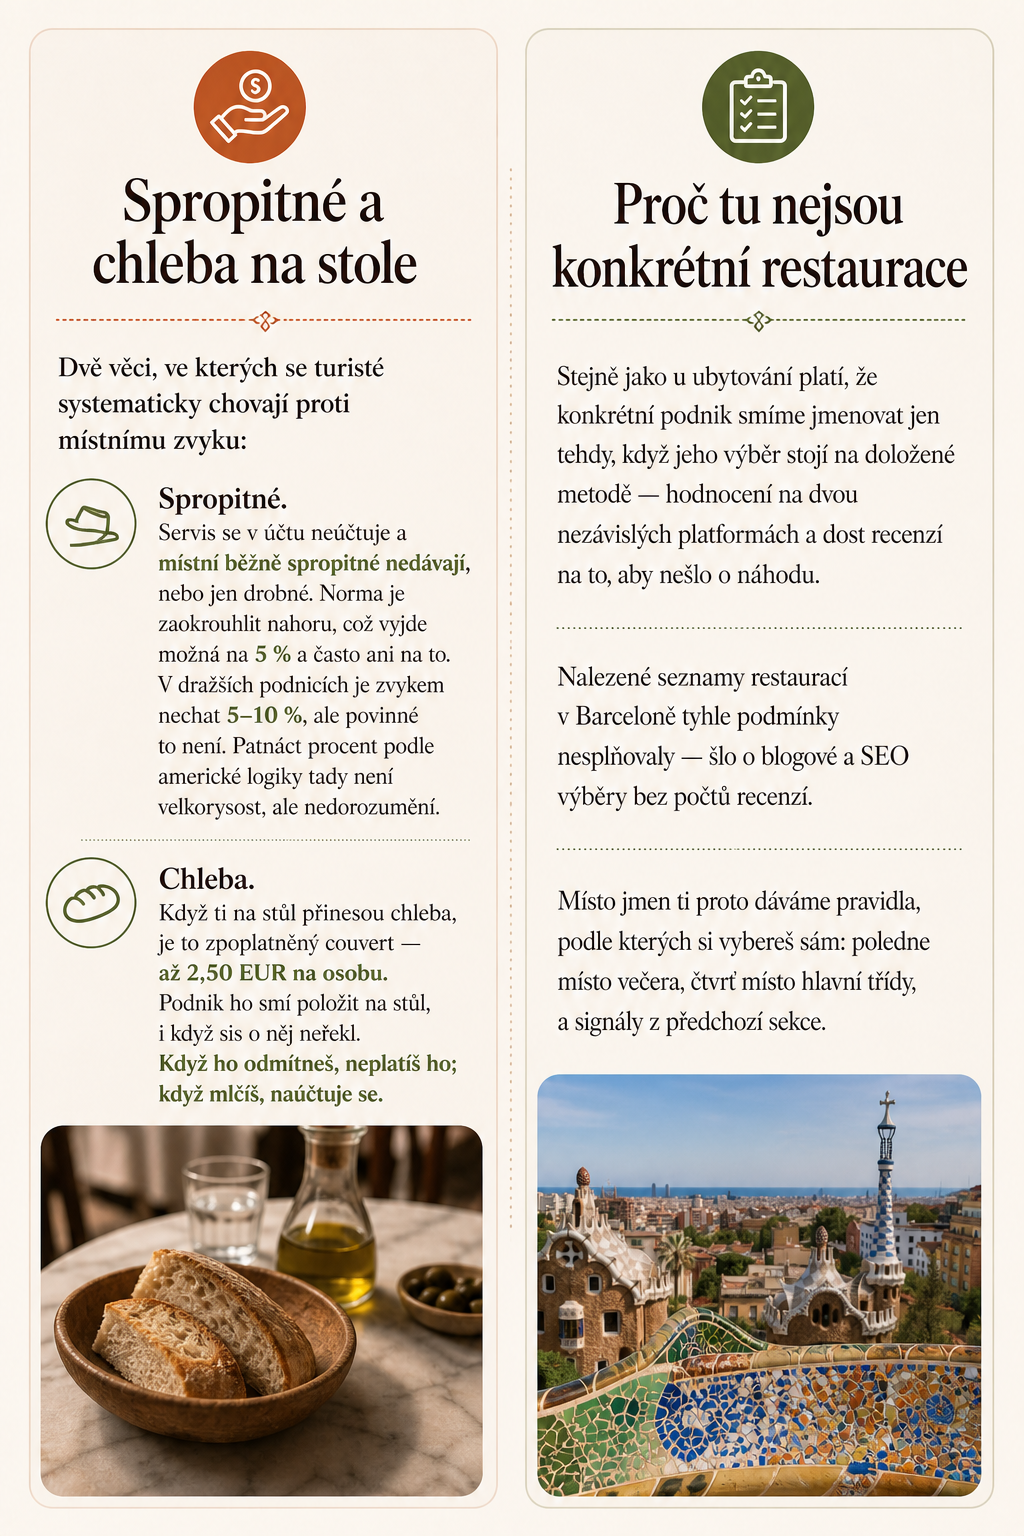 Spropitné a
chleba na stole
Dvě věci, ve kterých se turisté
systematicky chovají proti
místnímu zvyku:
Spropitné.
Servis se v účtu neúčtuje a
místní běžně spropitné nedávají,
nebo jen drobné. Norma je
zaokrouhlit nahoru, což vyjde
možná na 5 % a často ani na to.
V dražších podnicích je zvykem
nechat 5–10 %, ale povinné
to není. Patnáct procent podle
americké logiky tady není
velkorysost, ale nedorozumění.
Chleba.
Když ti na stůl přinesou chleba,
je to zpoplatněný couvert —
až 2,50 EUR na osobu.
Podnik ho smí položit na stůl,
i když sis o něj neřekl.
Když ho odmítneš, neplatíš ho;
když mlčíš, naúčtuje se.
Proč tu nejsou
konkrétní restaurace
Stejně jako u ubytování platí, že
konkrétní podnik smíme jmenovat jen
tehdy, když jeho výběr stojí na doložené
metodě — hodnocení na dvou
nezávislých platformách a dost recenzí
na to, aby nešlo o náhodu.
Nalezené seznamy restaurací
v Barceloně tyhle podmínky
nesplňovaly — šlo o blogové a SEO
výběry bez počtů recenzí.
Místo jmen ti proto dáváme pravidla,
podle kterých si vybereš sám: poledne
místo večera, čtvrť místo hlavní třídy,
a signály z předchozí sekce.